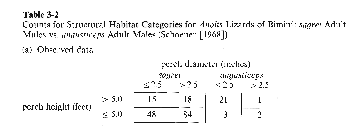 Table 3-2
Counts for Structural Habitat Categories for Anolis Lizards of Bimini: sagrei Adult
Males vs. angusticeps Adult Males (Schoener [1968])
(a) Observed data
perch diameter (inches)
sagrei angusticeps
≤2.5 >2.5 ≤2.5 >2.5
> 5.0 15 18 21 1
perch height (feet)
≤ 5.0 48 84 3 2